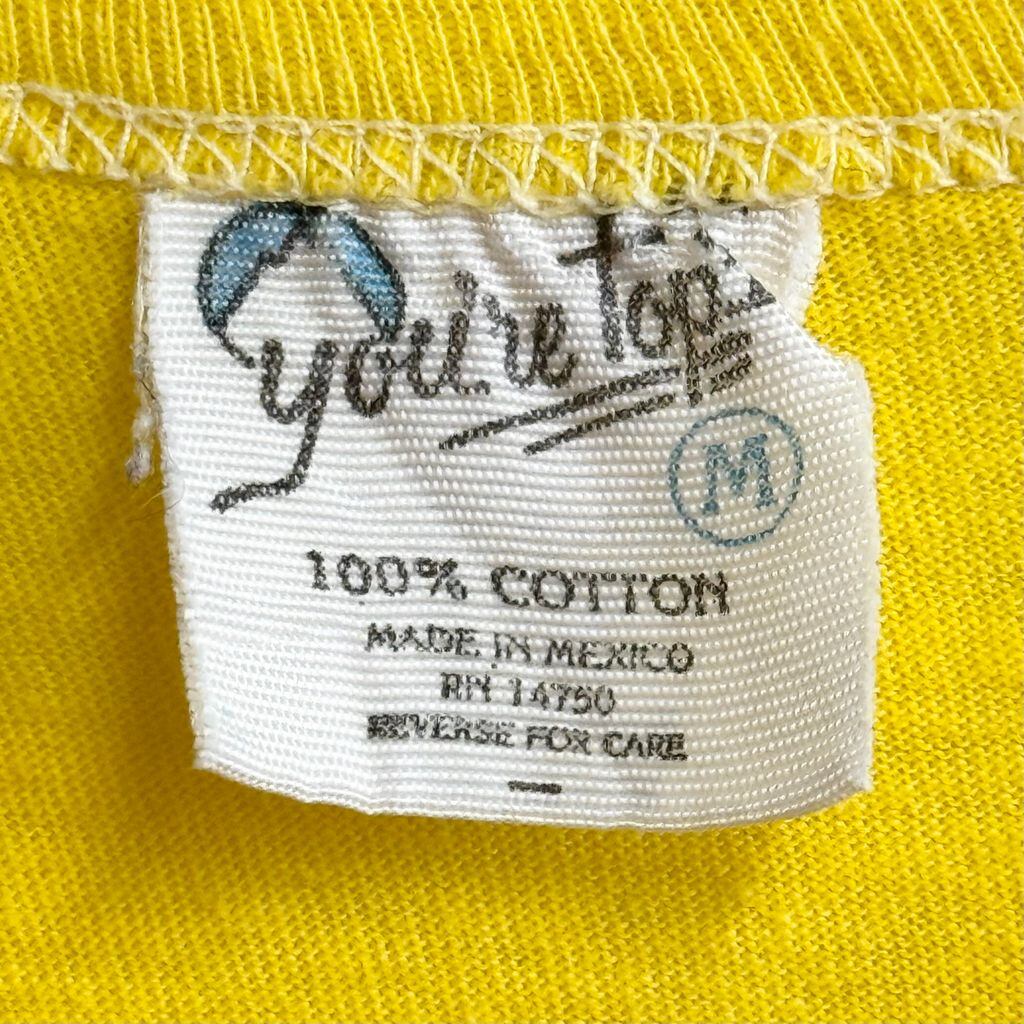 you're Top
M
100% COTTON
MADE IN MEXICO
RN 14750
REVERSE FOR CARE